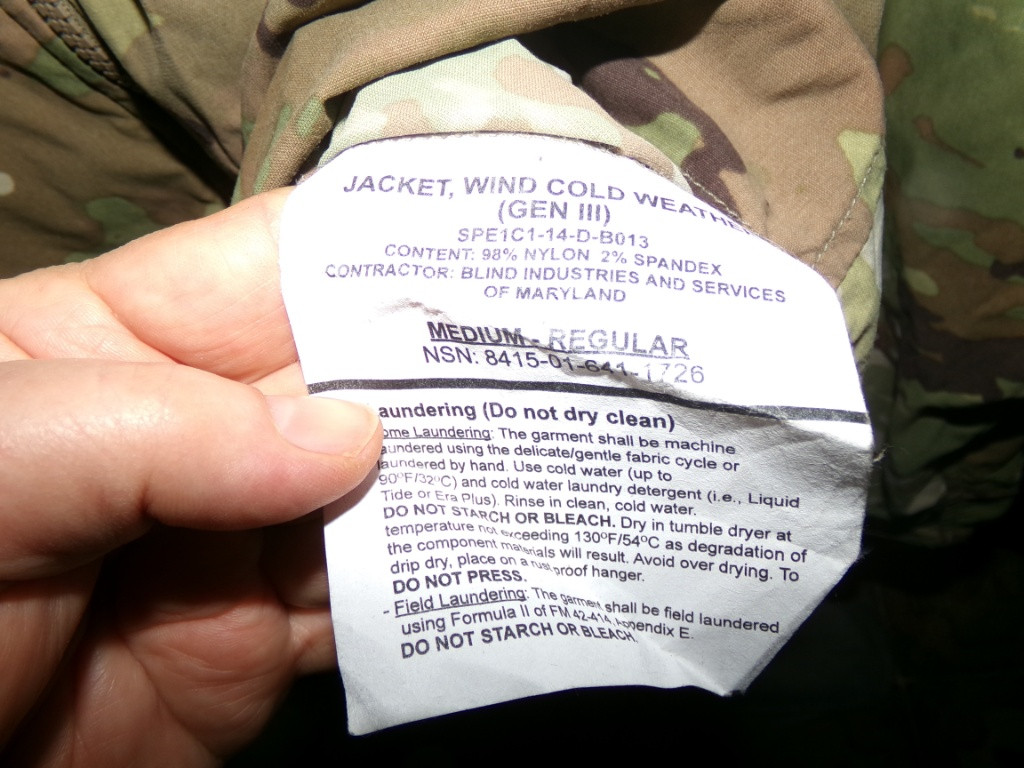 JACKET, WIND COLD WEATHE
(GEN III)
SPE1C1-14-D-B013
CONTENT: 98% NYLON 2% SPANDEX
CONTRACTOR: BLIND INDUSTRIES AND SERVICES
OF MARYLAND
MEDIUM - REGULAR
NSN: 8415-01-641-1726
aundering (Do not dry clean)
ome Laundering: The garment shall be machine
aundered using the delicate/gentle fabric cycle or
laundered by hand. Use cold water (up to
90°F/32°C) and cold water laundry detergent (i.e., Liquid
Tide or Era Plus). Rinse in clean, cold water.
DO NOT STARCH OR BLEACH. Dry in tumble dryer at
temperature not exceeding 130°F/54°C as degradation of
the component materials will result. Avoid over drying. To
drip dry, place on a rust proof hanger.
DO NOT PRESS.
- Field Laundering: The garment shall be field laundered
using Formula II of FM 42-414, Appendix E.
DO NOT STARCH OR BLEACH.